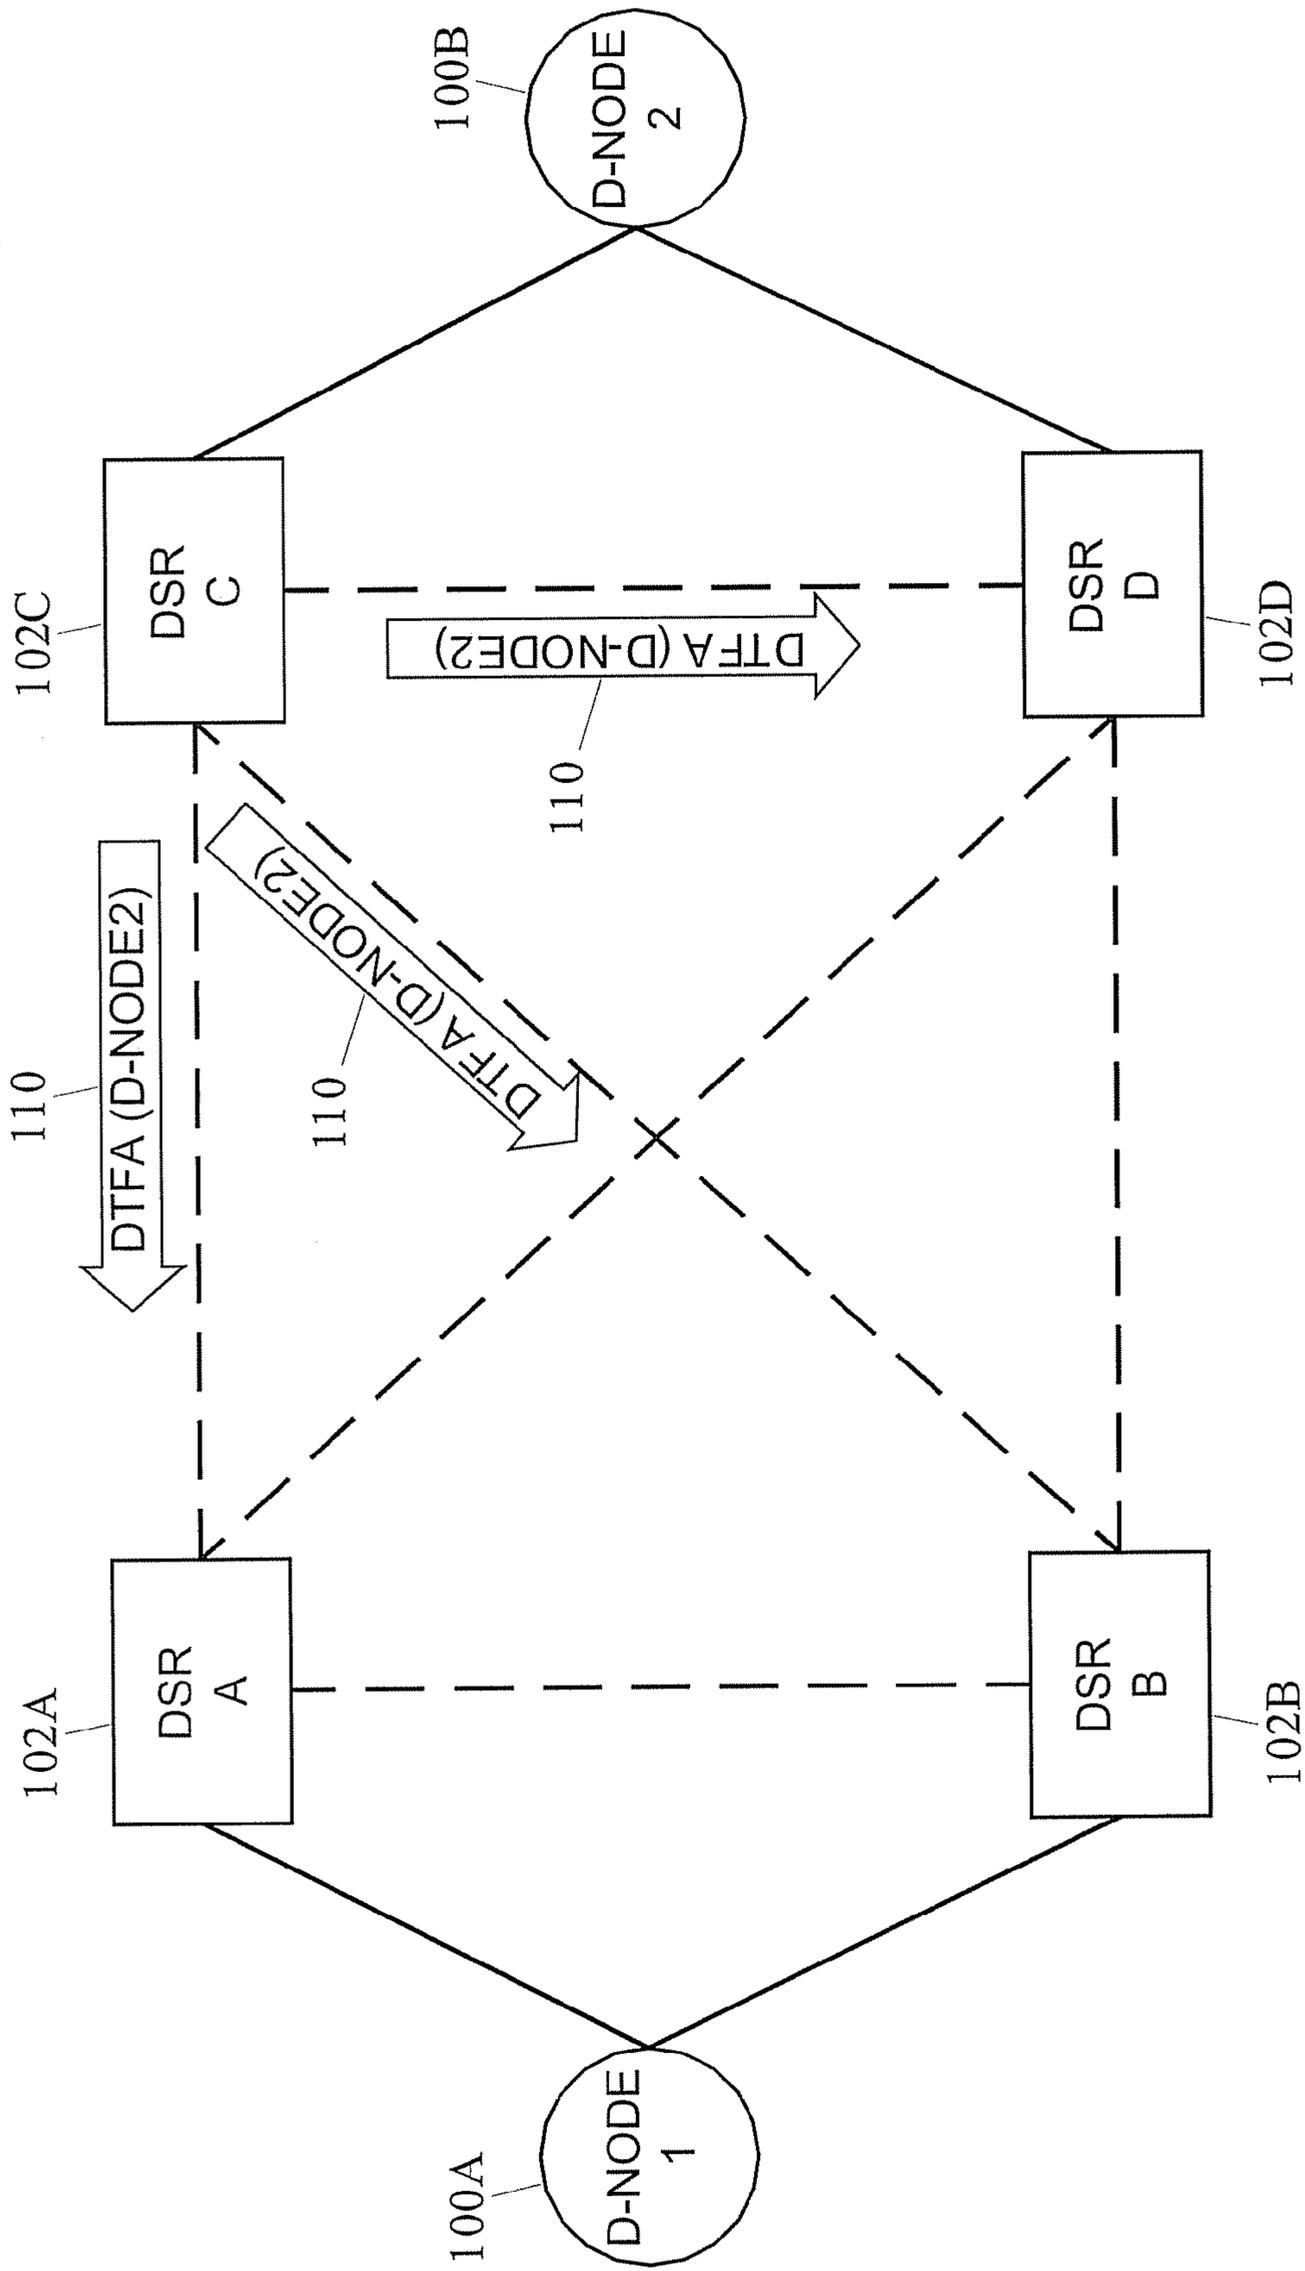 102A
DSR
A
110
DTFA (D-NODE2)
102C
DSR
C
110
DTFA (D-NODE2)
110
DTFA (D-NODE2)
100A
D-NODE
1
100B
D-NODE
2
DSR
B
102B
DSR
D
102D